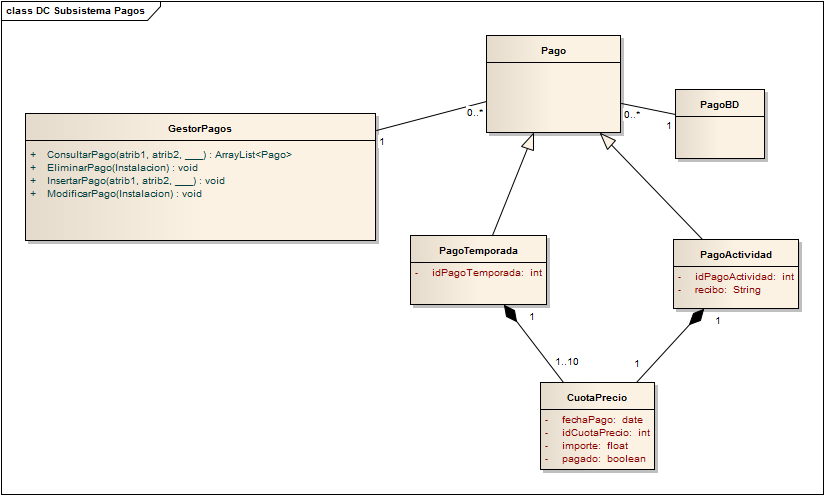 class DC Subsistema Pagos
Pago
PagoBD
GestorPagos
+ ConsultarPago(atrib1, atrib2, ___) : ArrayList<Pago>
+ EliminarPago(Instalacion) : void
+ InsertarPago(atrib1, atrib2, ___) : void
+ ModificarPago(Instalacion) : void
1
0..*
0..*
1
PagoTemporada
- idPagoTemporada: int
PagoActividad
- idPagoActividad: int
- recibo: String
1
1
1..10
1
CuotaPrecio
- fechaPago: date
- idCuotaPrecio: int
- importe: float
- pagado: boolean